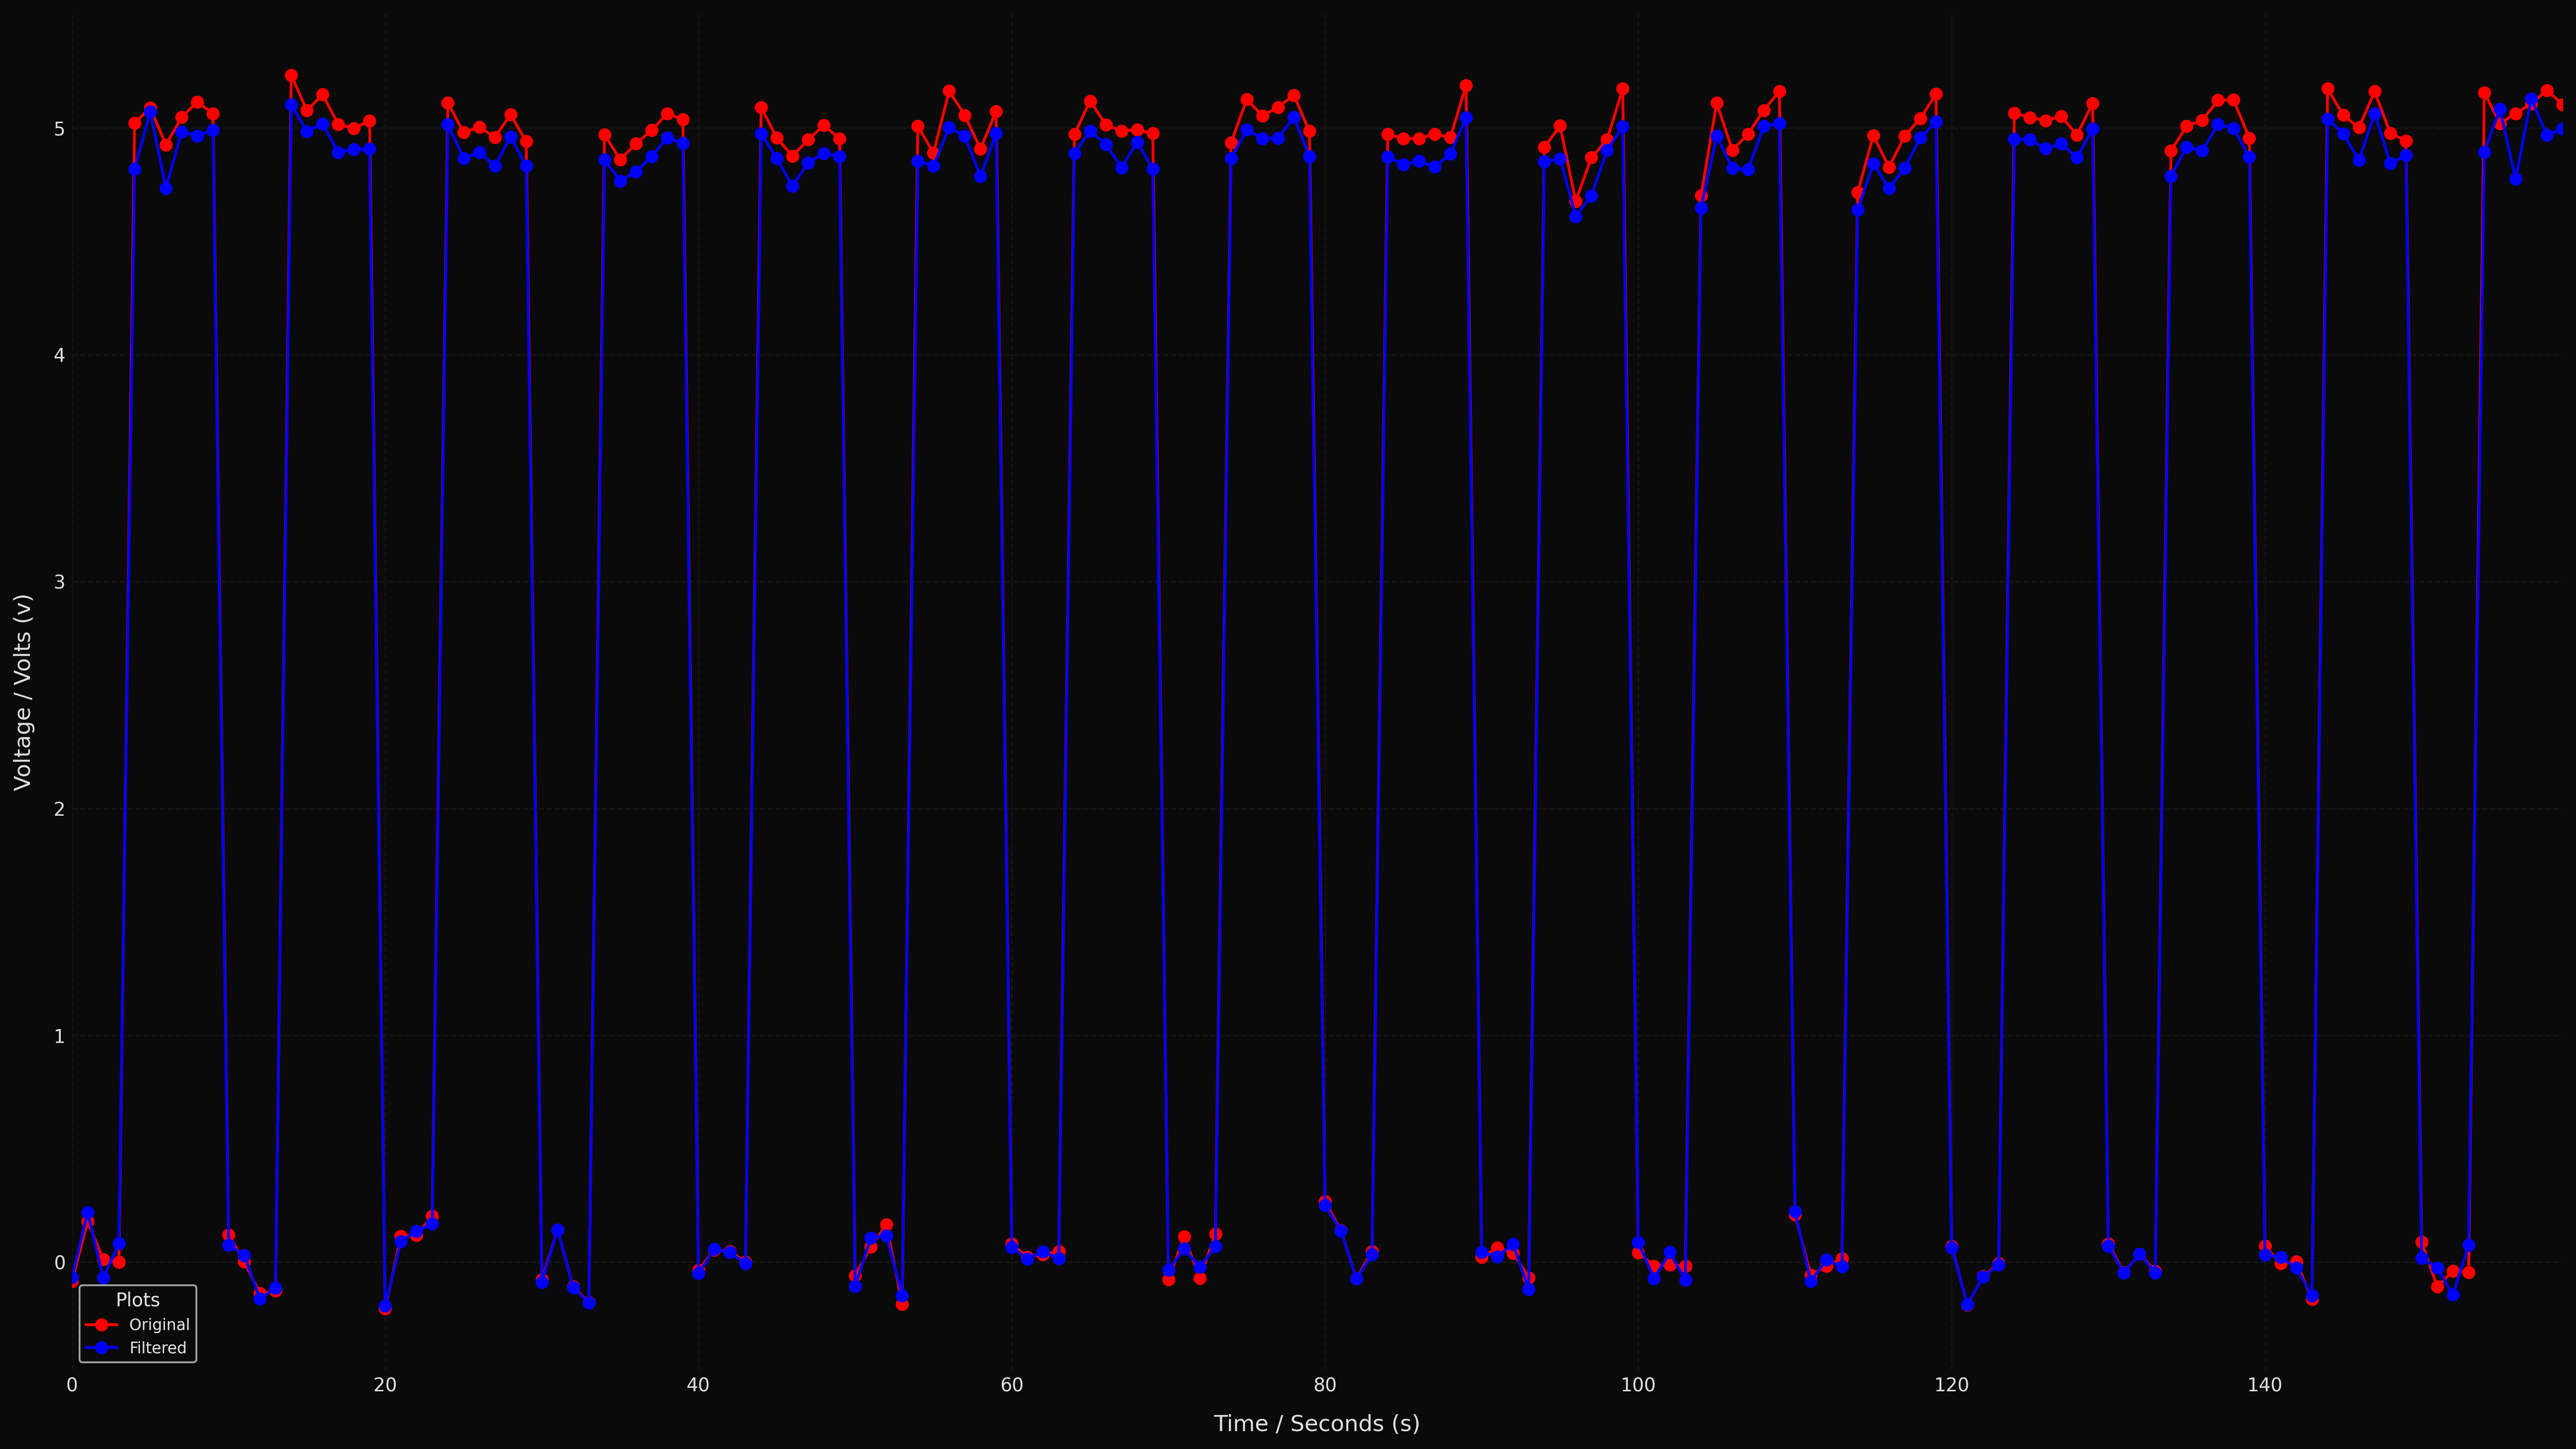 Voltage / Volts (v)
5
4
3
2
1
0
Plots
Original
Filtered
0 20 40 60 80 100 120 140
Time / Seconds (s)